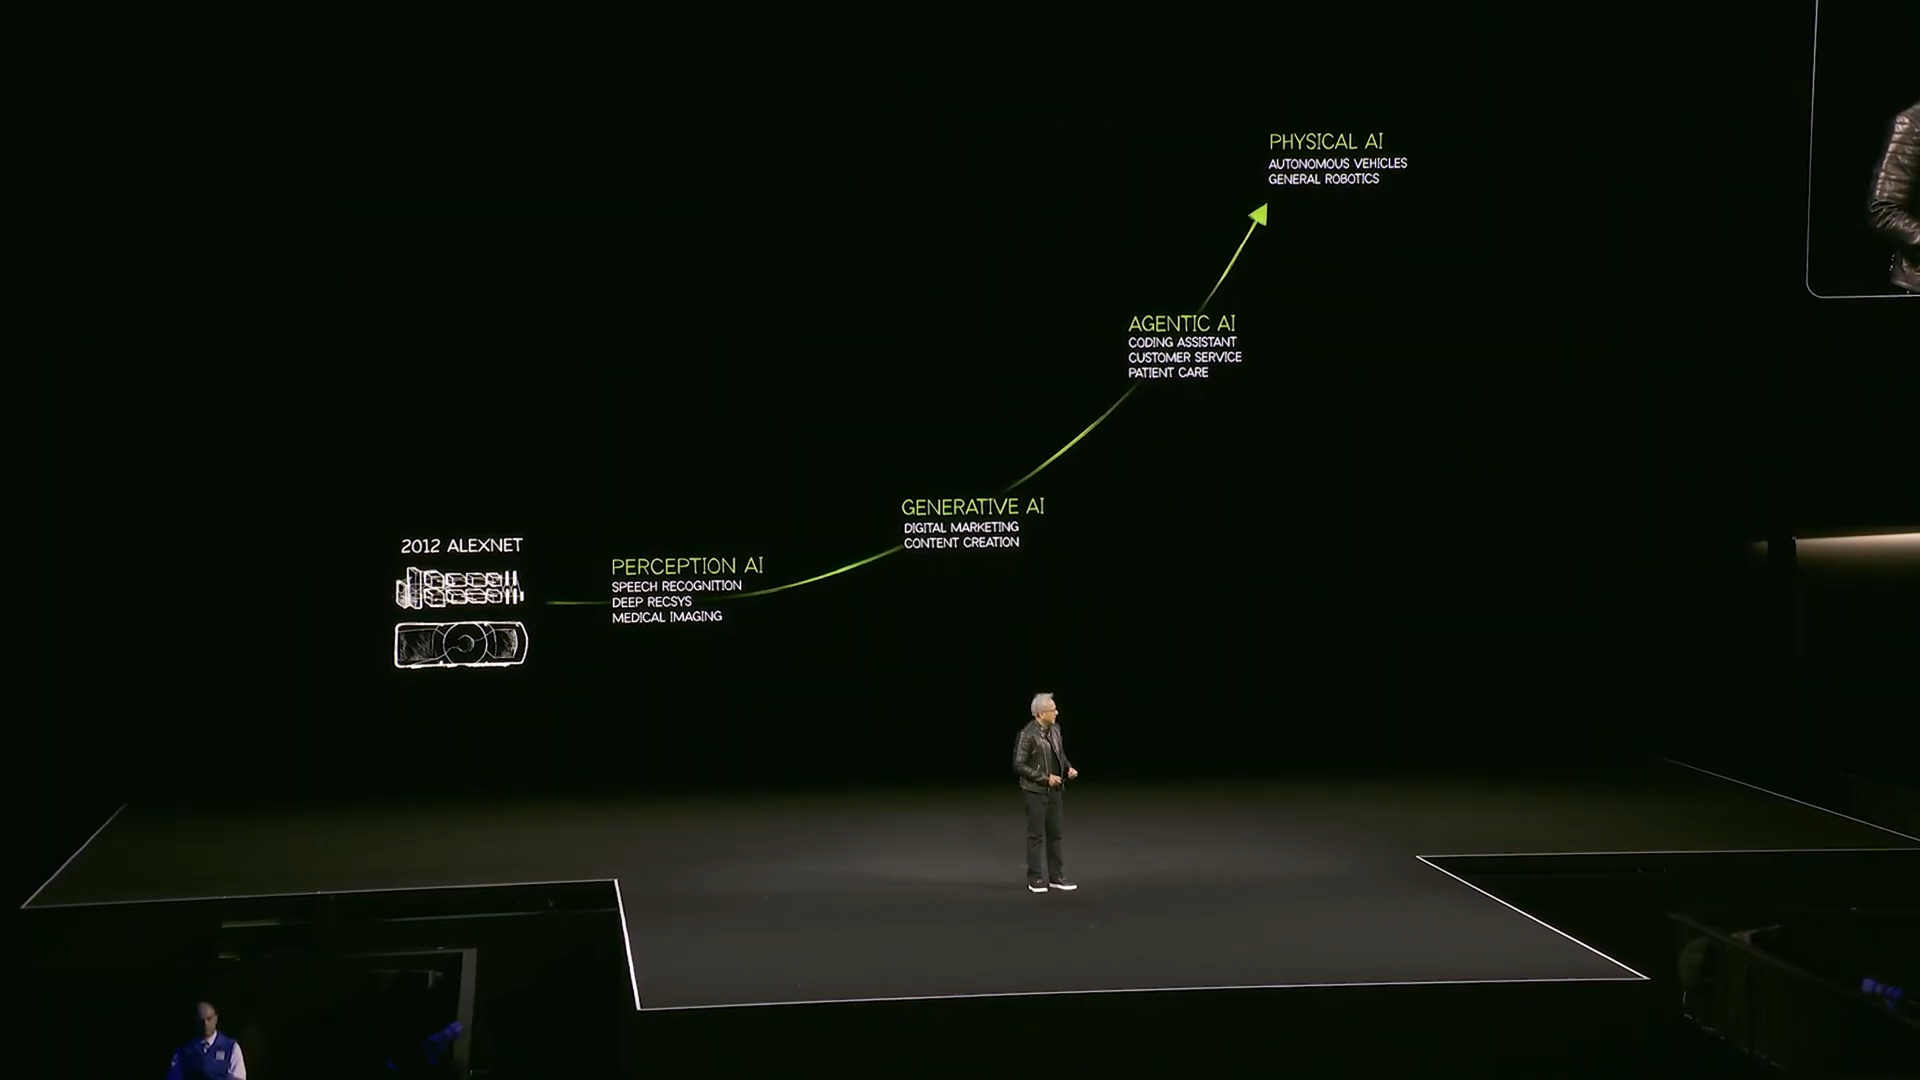 PHYSICAL AI
AUTONOMOUS VEHICLES
GENERAL ROBOTICS
AGENTIC AI
CODING ASSISTANT
CUSTOMER SERVICE
PATIENT CARE
GENERATIVE AI
DIGITAL MARKETING
CONTENT CREATION
2012 ALEXNET
PERCEPTION AI
SPEECH RECOGNITION
DEEP RECSYS
MEDICAL IMAGING